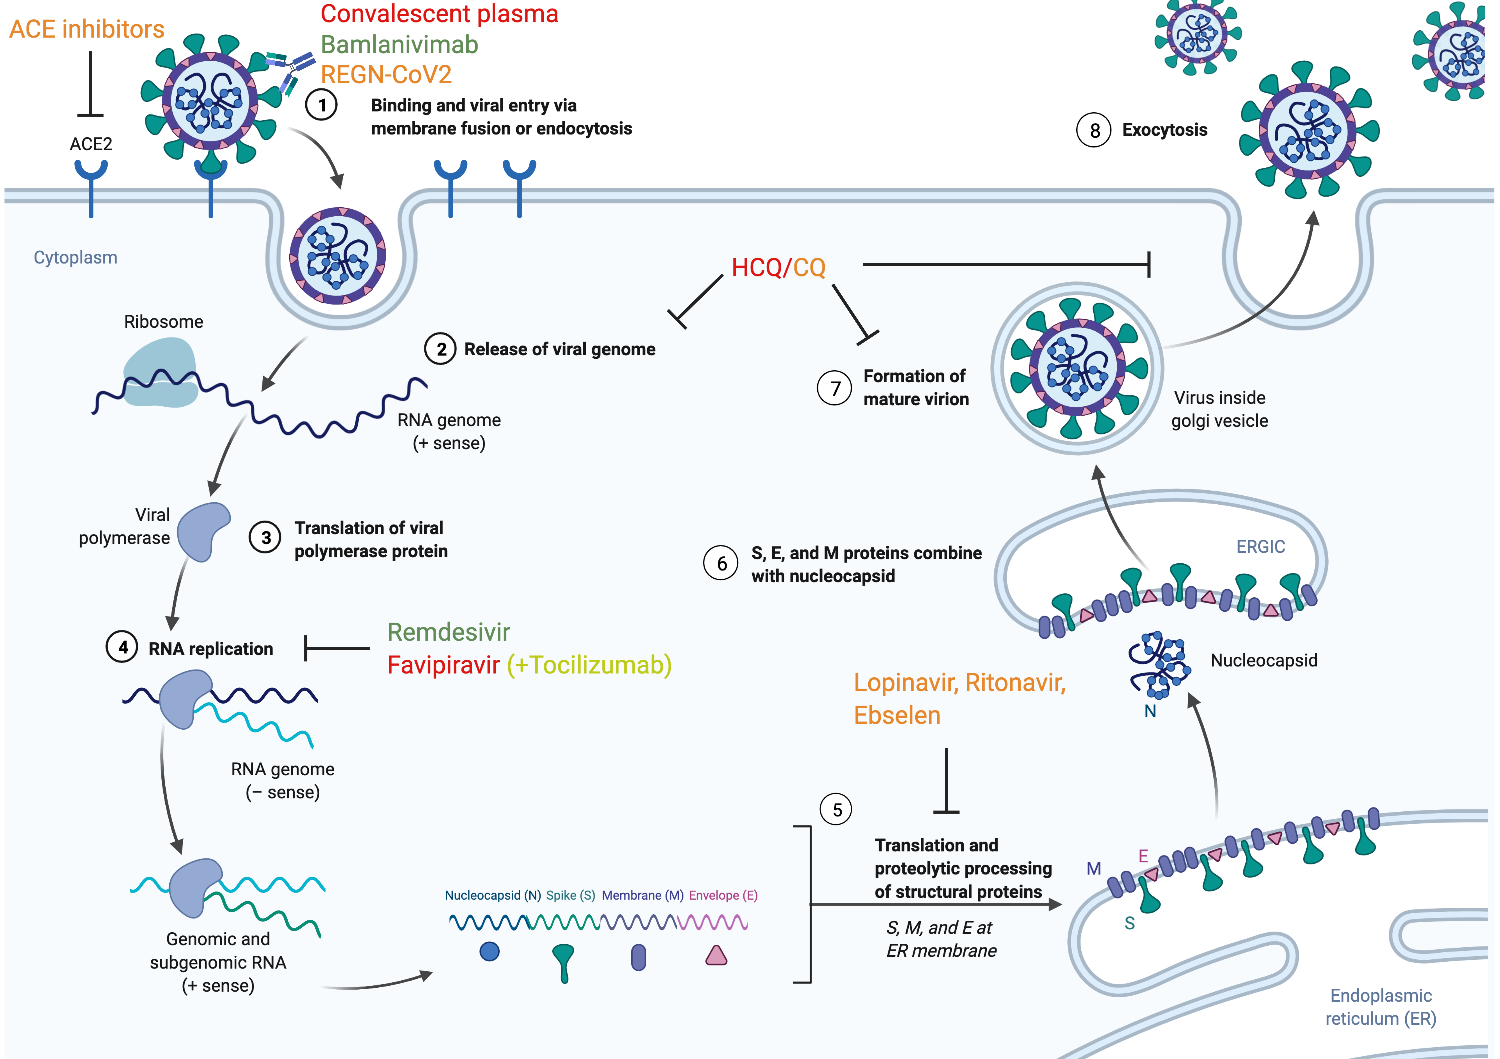 ACE inhibitors
Convalescent plasma
Bamlanivimab
REGN-CoV2
1
Binding and viral entry via
membrane fusion or endocytosis
ACE2
8
Exocytosis
Cytoplasm
HCQ/CQ
Ribosome
2
Release of viral genome
RNA genome
(+ sense)
7
Formation of
mature virion
Virus inside
golgi vesicle
Viral
polymerase
3
Translation of viral
polymerase protein
6
S, E, and M proteins combine
with nucleocapsid
ERGIC
4
RNA replication
Remdesivir
Favipiravir (+Tocilizumab)
Nucleocapsid
N
Lopinavir, Ritonavir,
Ebselen
RNA genome
(– sense)
5
Translation and
proteolytic processing
of structural proteins
S, M, and E at
ER membrane
M
E
S
Nucleocapsid (N) Spike (S) Membrane (M) Envelope (E)
Genomic and
subgenomic RNA
(+ sense)
Endoplasmic
reticulum (ER)